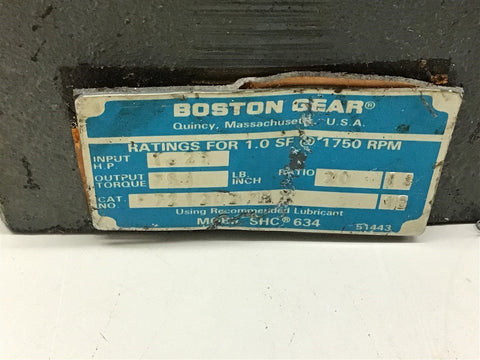 BOSTON GEAR®
Quincy, Massachusetts, U.S.A.
RATINGS FOR 1.0 SF @ 1750 RPM
INPUT H.P.
OUTPUT TORQUE LB. INCH RATIO
CAT. NO.
Using Recommended Lubricant
MOBIL SHC® 634
51443